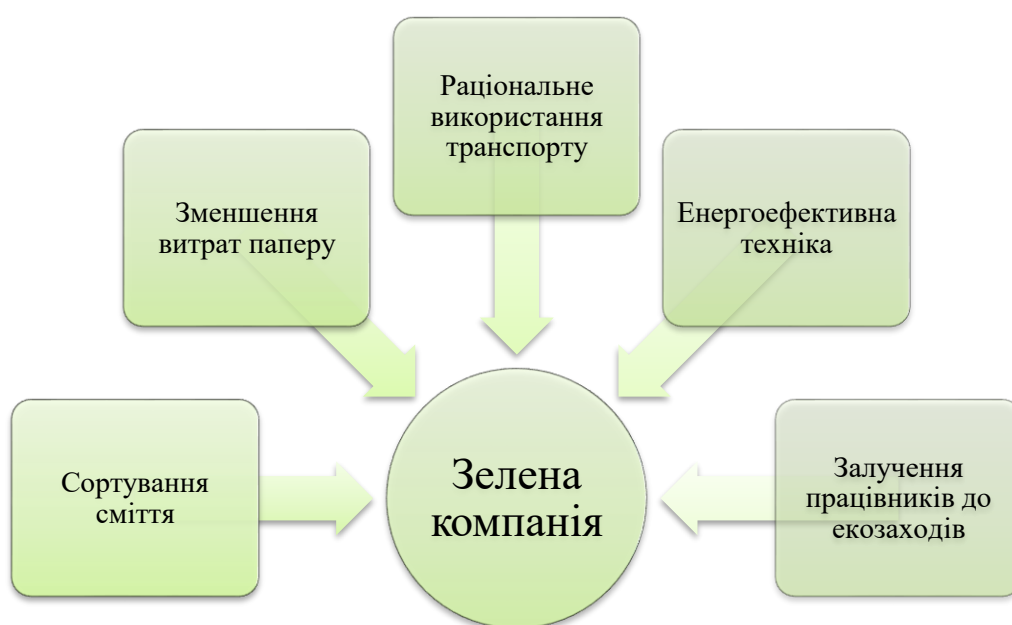 Раціональне
використання
транспорту
Зменшення
витрат паперу
Енергоефективна
техніка
Сортування
сміття
Зелена
компанія
Залучення
працівників до
екозаходів